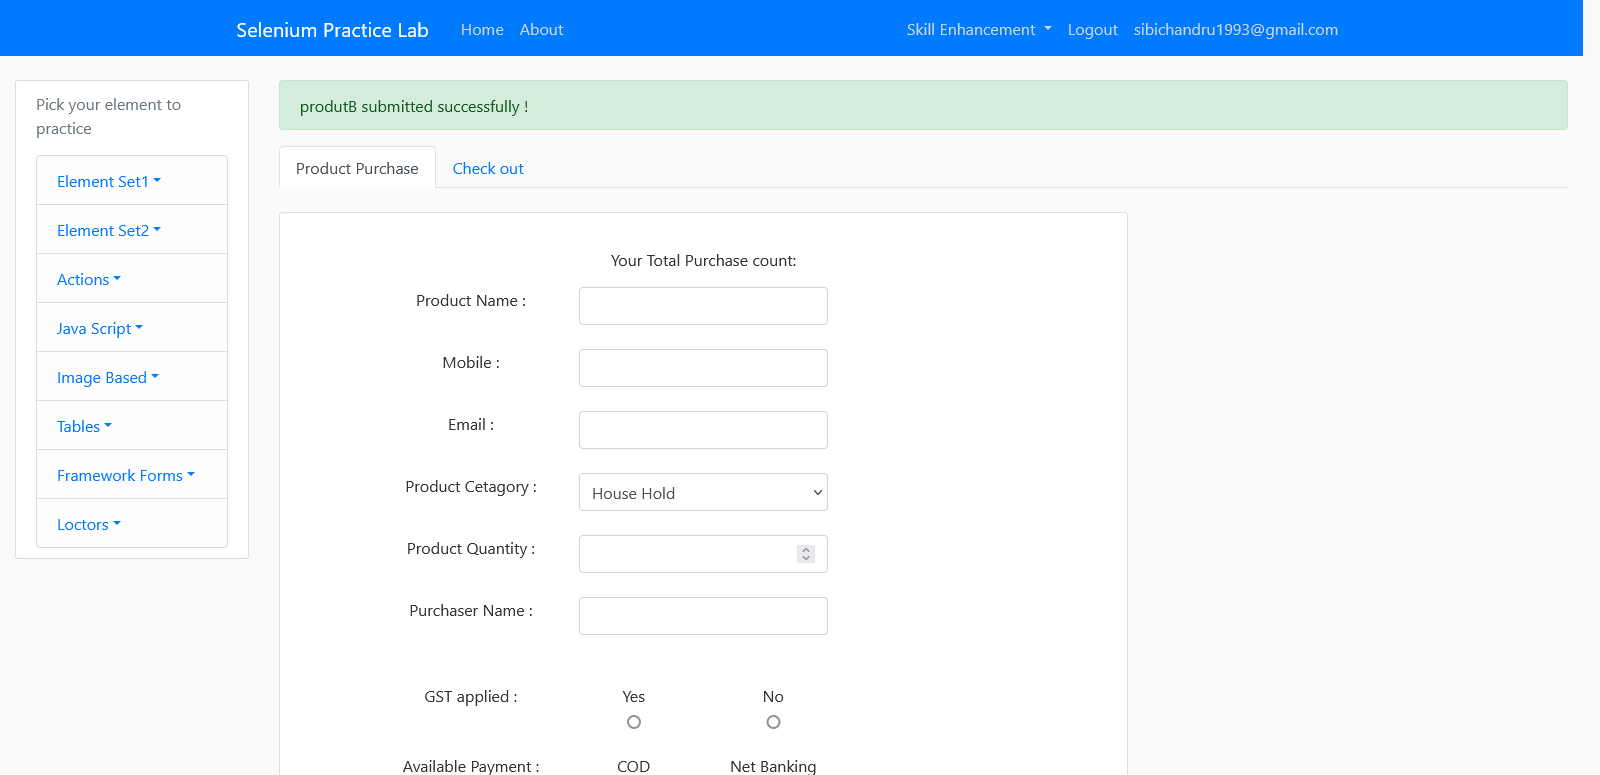 Selenium Practice Lab Home About Skill Enhancement Logout sibichandru1993@gmail.com
Pick your element to
practice
Element Set1
Element Set2
Actions
Java Script
Image Based
Tables
Framework Forms
Loctors
produtB submitted successfully !
Product Purchase Check out
Your Total Purchase count:
Product Name :
Mobile :
Email :
Product Cetagory : House Hold
Product Quantity :
Purchaser Name :
GST applied : Yes No
Available Payment : COD Net Banking